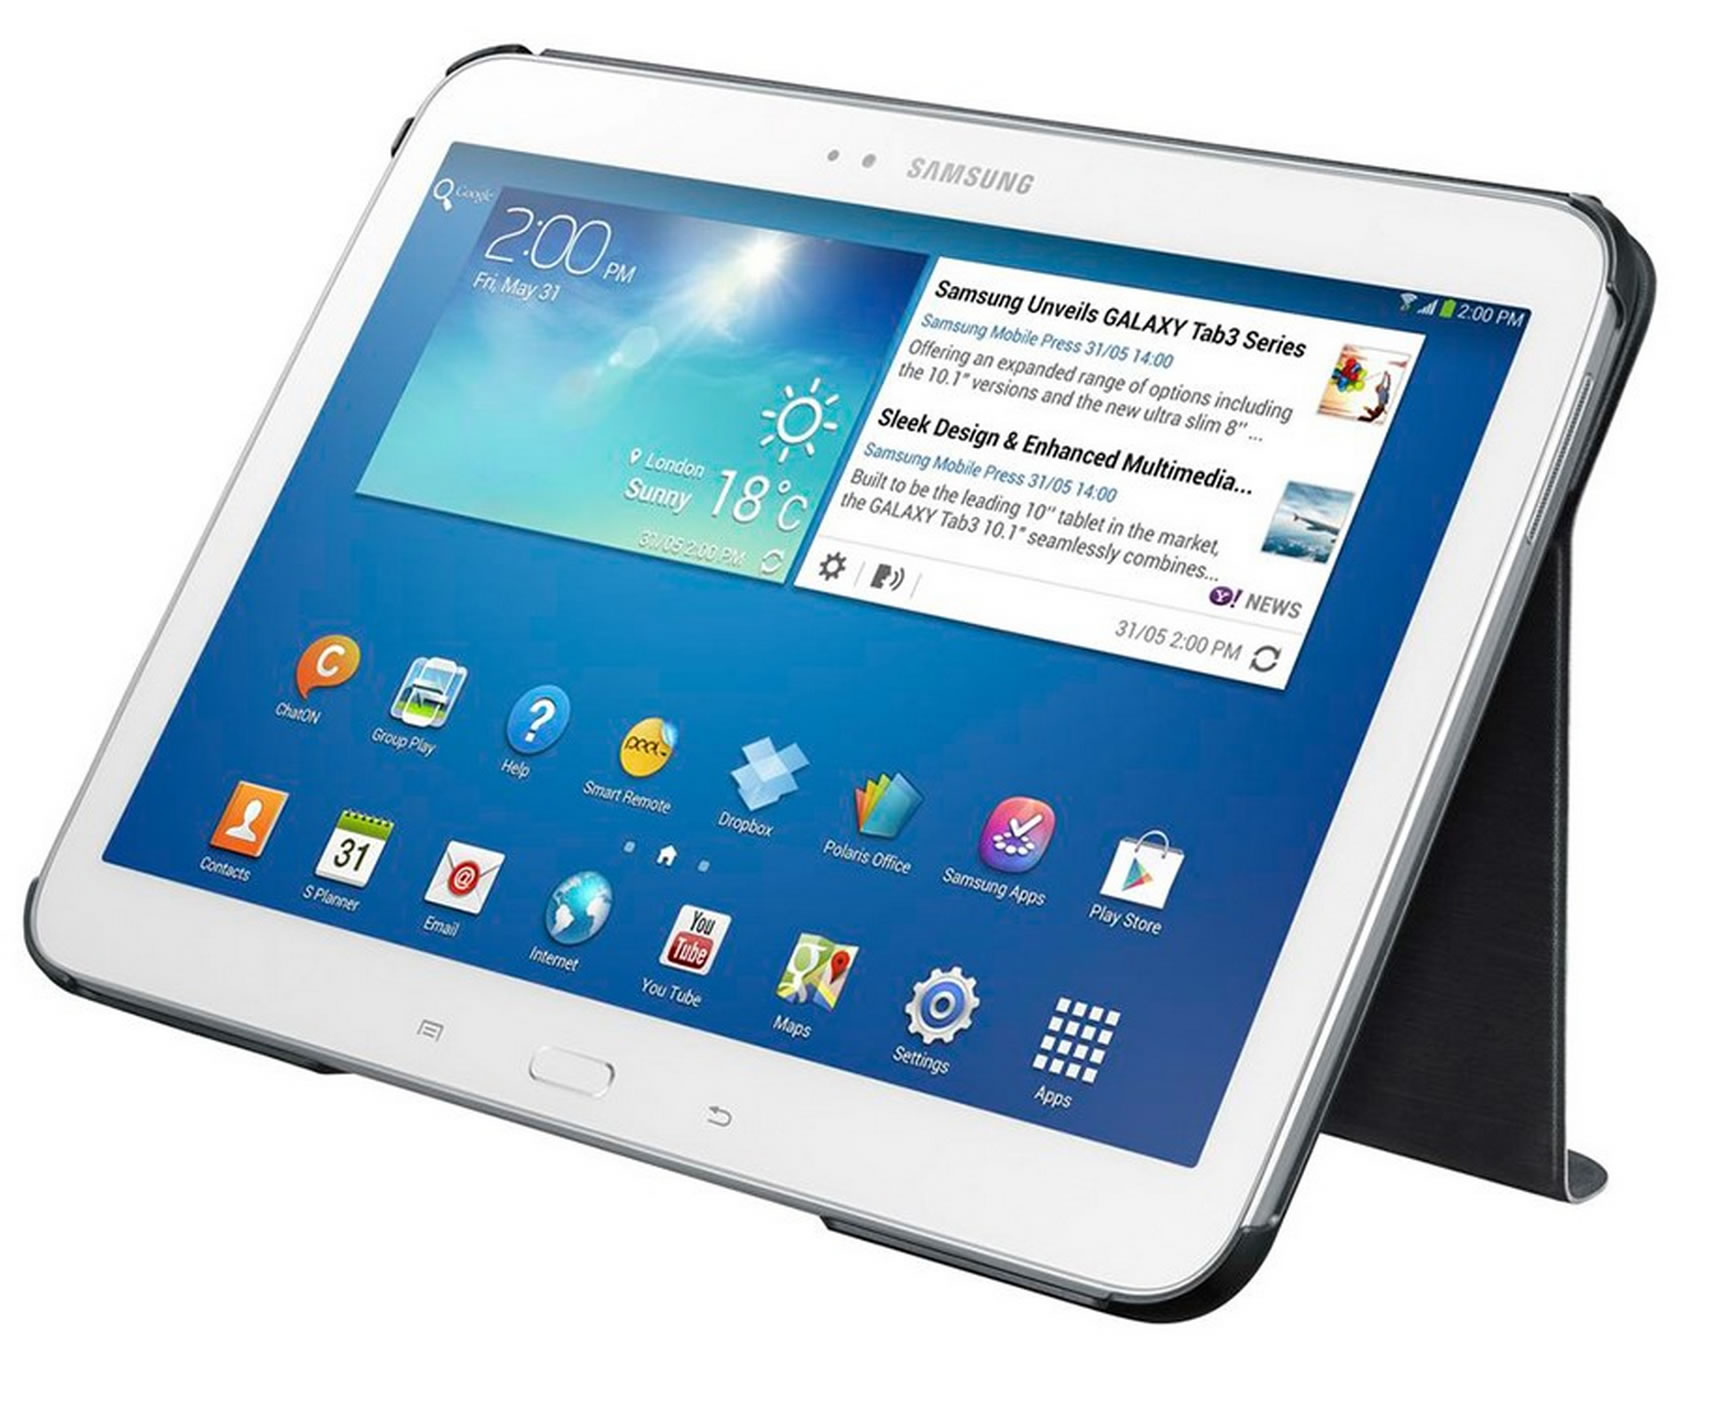 SAMSUNG
Google
2:00 PM
Fri, May 31
London
Sunny 18°C
31/05 2:00 PM
2:00 PM
Samsung Unveils GALAXY Tab3 Series
Samsung Mobile Press 31/05 14:00
Offering an expanded range of options including
the 10.1" versions and the new ultra slim 8"...
Sleek Design & Enhanced Multimedia...
Samsung Mobile Press 31/05 14:00
Built to be the leading 10" tablet in the market,
the GALAXY Tab3 10.1" seamlessly combines...
Y! NEWS
31/05 2:00 PM
C
ChatON
Group Play
?
Help
peel
Smart Remote
Dropbox
Polaris Office
Samsung Apps
Play Store
Contacts
31
S Planner
@
Email
Internet
You
Tube
You Tube
g
Maps
Settings
Apps